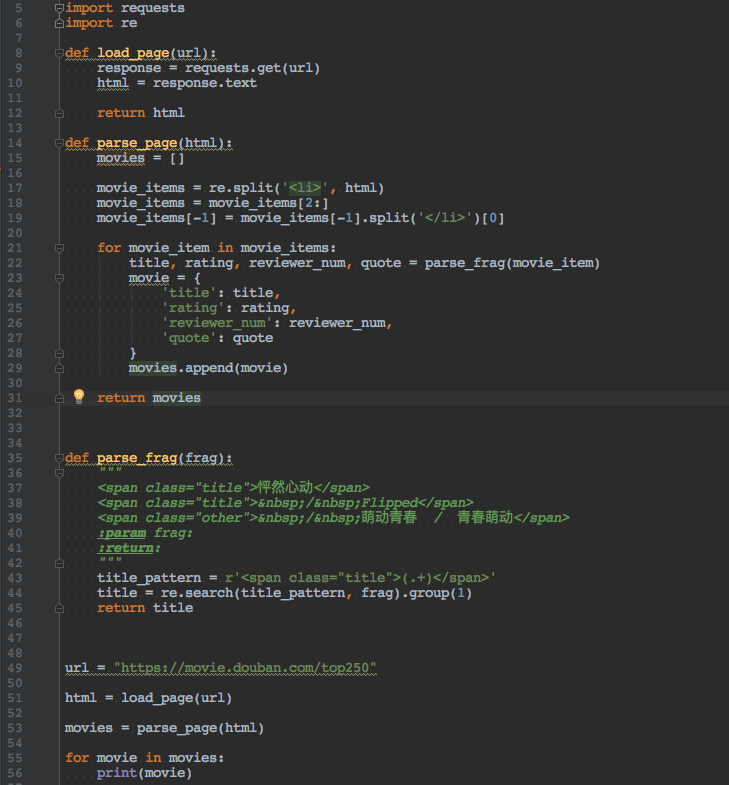 5 import requests
6 import re
7
8 def load_page(url):
9     response = requests.get(url)
10     html = response.text
11
12     return html
13
14 def parse_page(html):
15     movies = []
16
17     movie_items = re.split('<li>', html)
18     movie_items = movie_items[2:]
19     movie_items[-1] = movie_items[-1].split('</li>')[0]
20
21     for movie_item in movie_items:
22         title, rating, reviewer_num, quote = parse_frag(movie_item)
23         movie = {
24             'title': title,
25             'rating': rating,
26             'reviewer_num': reviewer_num,
27             'quote': quote
28         }
29         movies.append(movie)
30
31     return movies
32
33
34
35 def parse_frag(frag):
36     """
37     <span class="title">怦然心动</span>
38     <span class="title">&nbsp;/&nbsp;Flipped</span>
39     <span class="other">&nbsp;/&nbsp;萌动青春  /  青春萌动</span>
40     :param frag:
41     :return:
42     """
43     title_pattern = r'<span class="title">(.+)</span>'
44     title = re.search(title_pattern, frag).group(1)
45     return title
46
47
48
49 url = "https://movie.douban.com/top250"
50
51 html = load_page(url)
52
53 movies = parse_page(html)
54
55 for movie in movies:
56     print(movie)